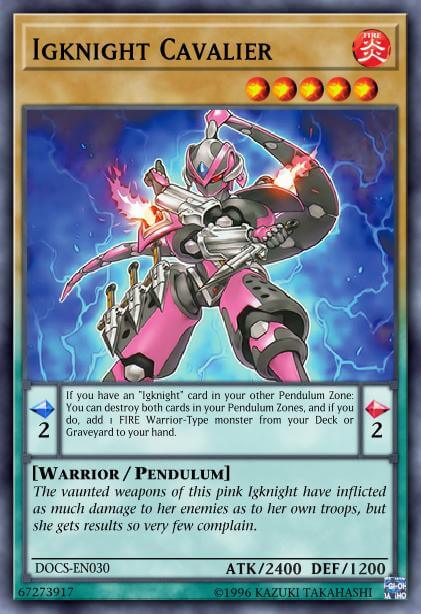 Igknight Cavalier
FIRE
炎
If you have an "Igknight" card in your other Pendulum Zone:
You can destroy both cards in your Pendulum Zones, and if you
do, add 1 FIRE Warrior-Type monster from your Deck or
Graveyard to your hand.
2
2
[Warrior / Pendulum]
The vaunted weapons of this pink Igknight have inflicted
as much damage to her enemies as to her own troops, but
she gets results so very few complain.
DOCS-EN030
ATK/2400 DEF/1200
67273917
©1996 KAZUKI TAKAHASHI